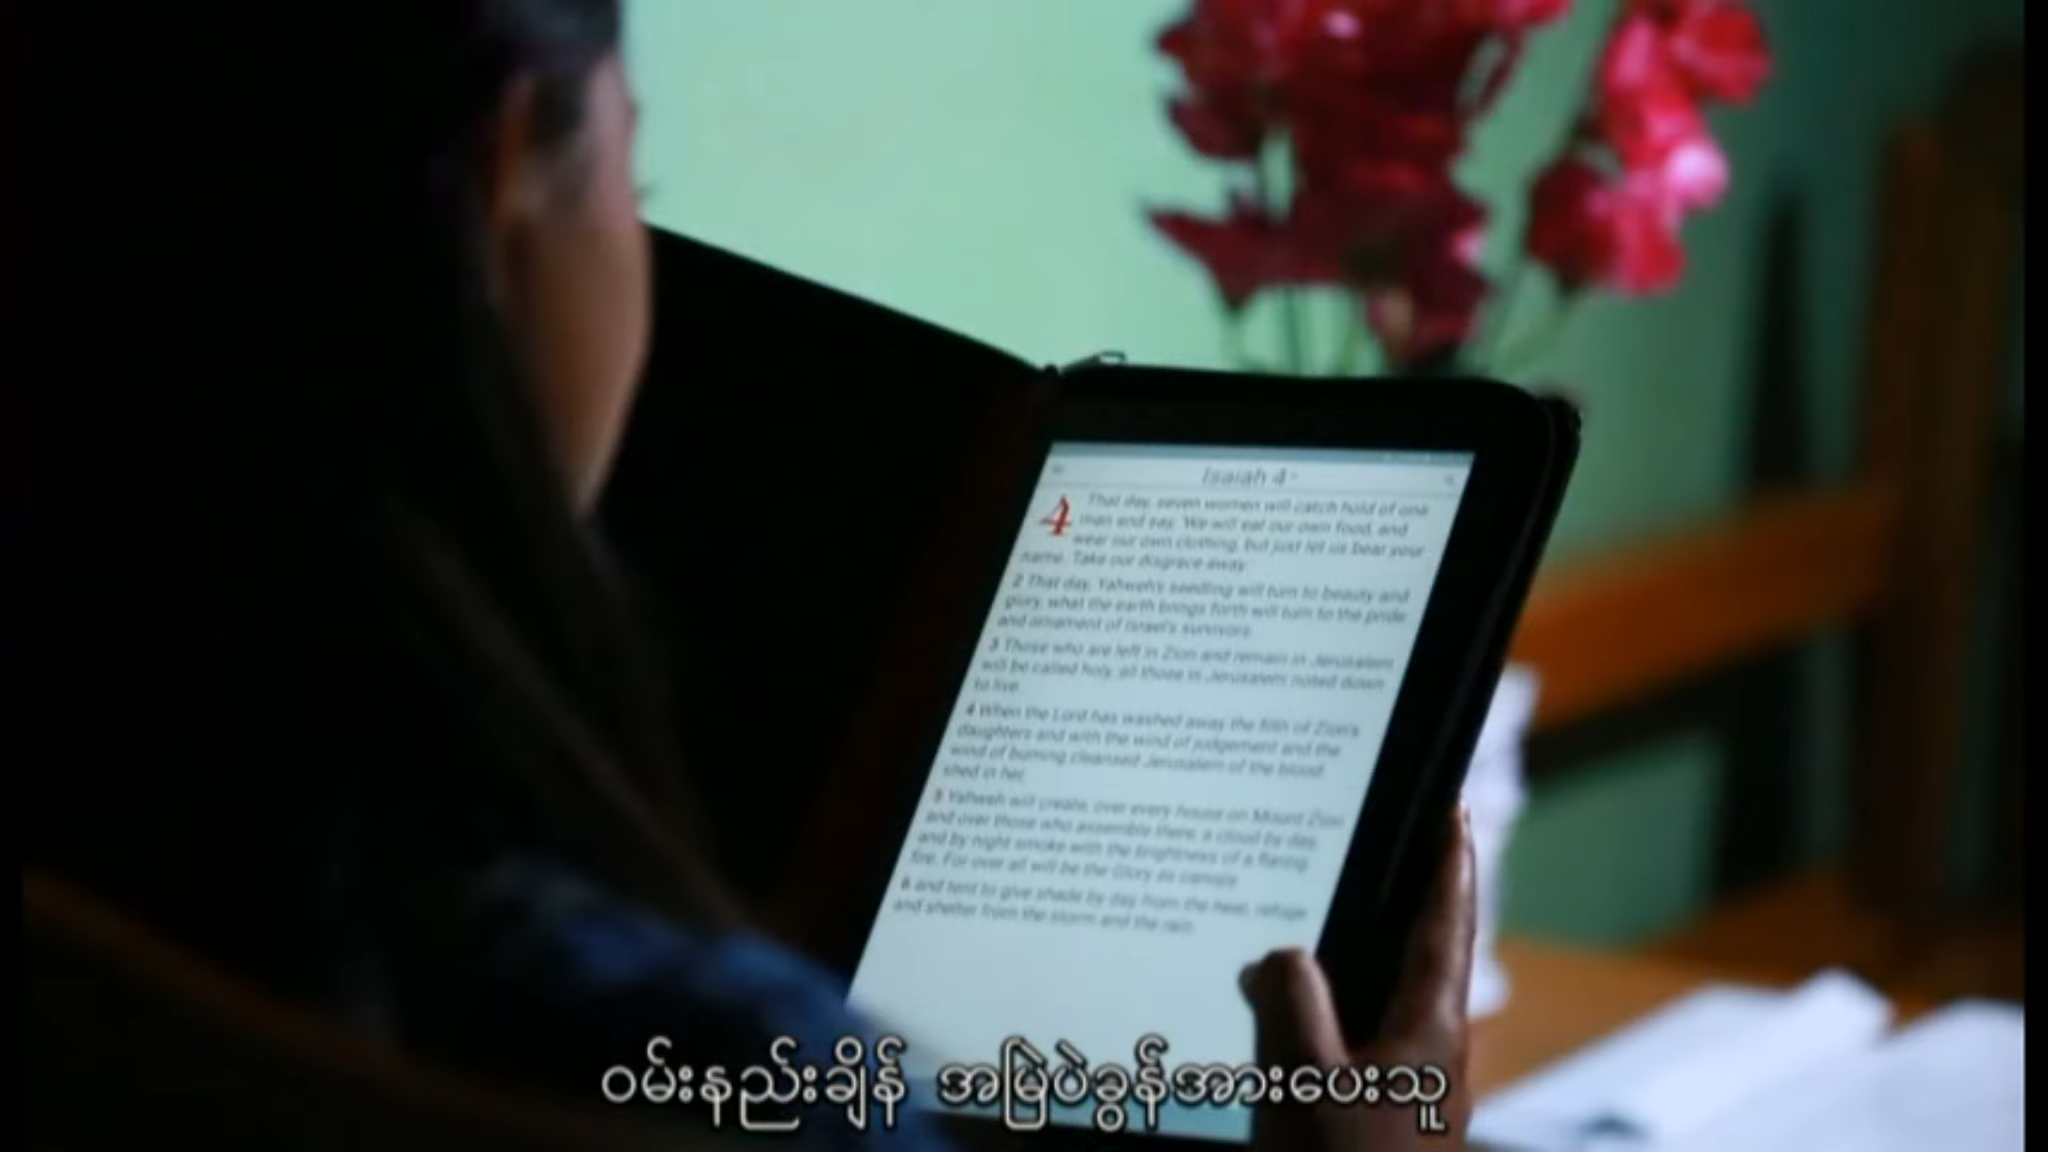 Isaiah 4
4 That day, seven women will catch hold of one
man and say, 'We will eat our own food, and
wear our own clothing, but just let us bear your
name. Take our disgrace away.'
2 That day, Yahweh's seedling will turn to beauty and
glory, what the earth brings forth will turn to the pride
and ornament of Israel's survivors.
3 Those who are left in Zion and remain in Jerusalem
will be called holy, all those in Jerusalem noted down
to live.
4 When the Lord has washed away the filth of Zion's
daughters and with the wind of judgement and the
wind of burning cleansed Jerusalem of the blood
shed in her,
5 Yahweh will create, over every house on Mount Zion
and over those who assemble there, a cloud by day,
and by night smoke with the brightness of a flaring
fire. For over all will be the Glory as canopy
6 and tent to give shade by day from the heat, refuge
and shelter from the storm and the rain.
ဝမ်းနည်းချိန် အမြဲပဲခွန်အားပေးသူ